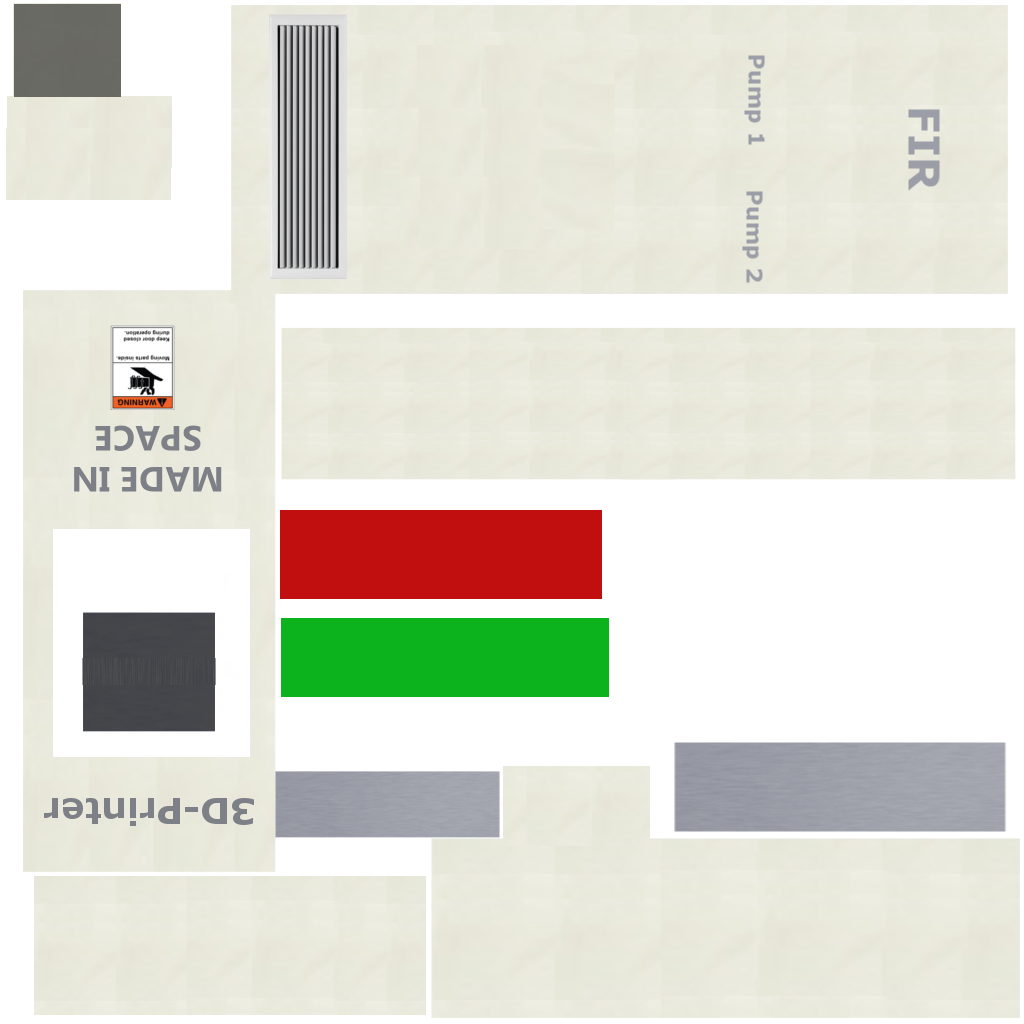 Pump 1
Pump 2
FIR
⚠WARNING
Moving parts inside.
Keep door closed
during operation.
MADE IN
SPACE
3D-Printer